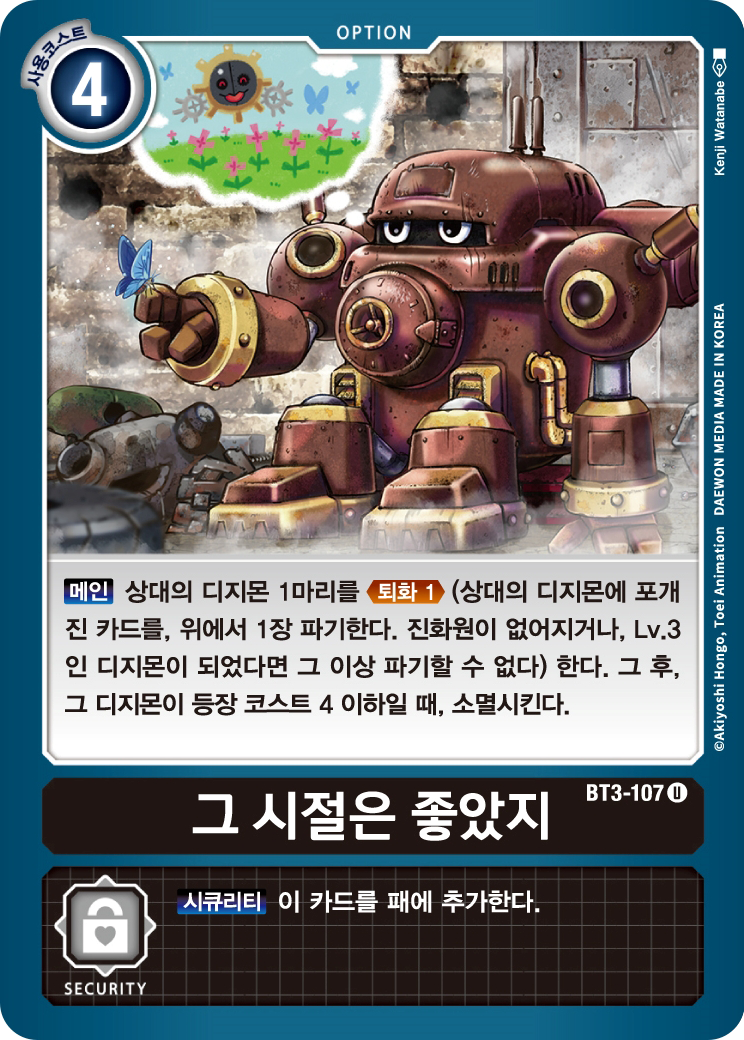 OPTION
사용코스트
4
Kenji Watanabe
©Akiyoshi Hongo, Toei Animation DAEWON MEDIA MADE IN KOREA
메인 상대의 디지몬 1마리를 퇴화 1 (상대의 디지몬에 포개
진 카드를, 위에서 1장 파기한다. 진화원이 없어지거나, Lv.3
인 디지몬이 되었다면 그 이상 파기할 수 없다) 한다. 그 후,
그 디지몬이 등장 코스트 4 이하일 때, 소멸시킨다.
BT3-107 U
그 시절은 좋았지
시큐리티 이 카드를 패에 추가한다.
SECURITY